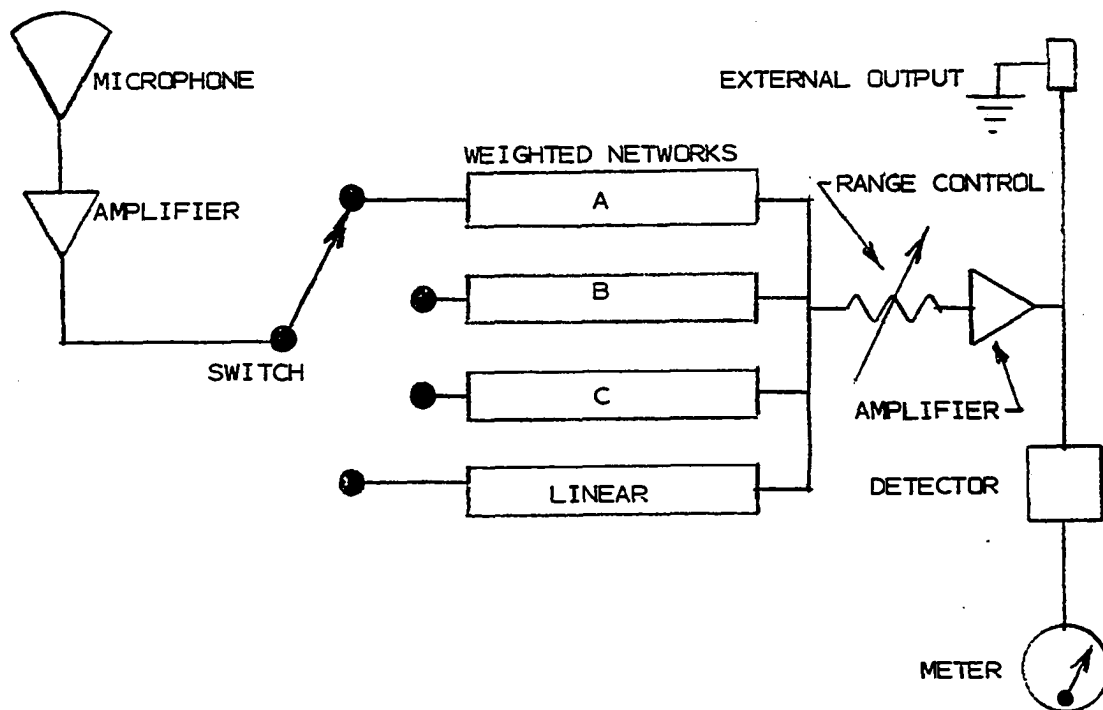 MICROPHONE
EXTERNAL OUTPUT
WEIGHTED NETWORKS
RANGE CONTROL
A
AMPLIFIER
B
SWITCH
C
AMPLIFIER
DETECTOR
LINEAR
METER